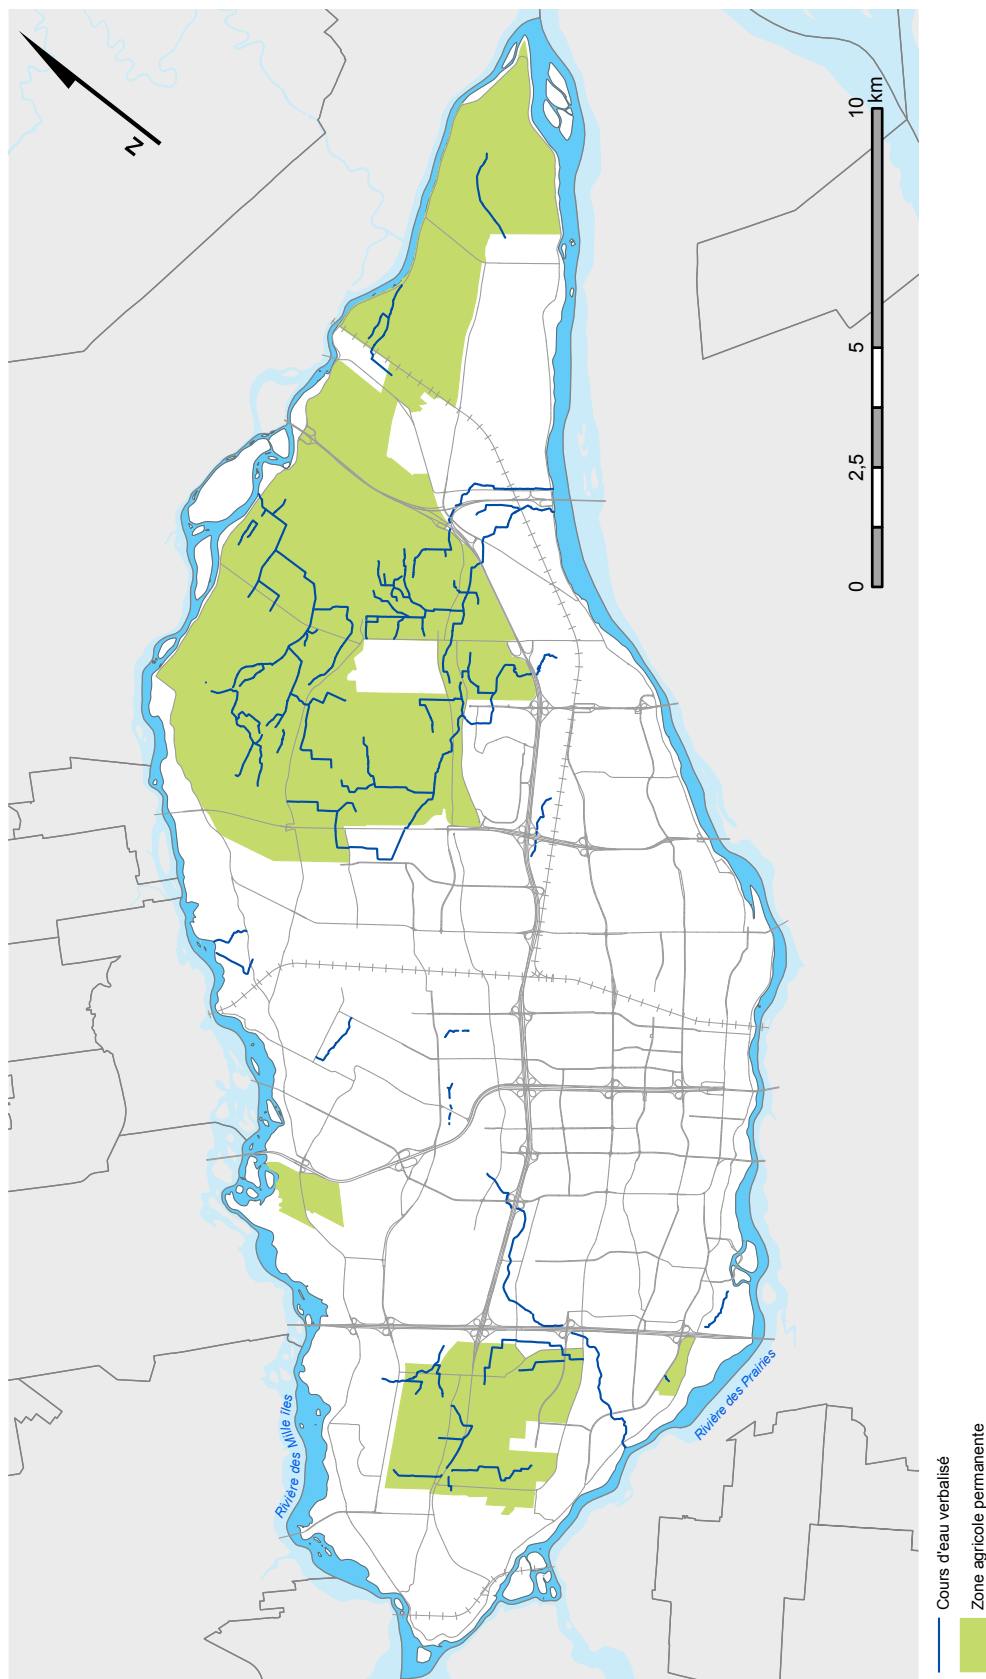 N
0
2,5
5
10
km
Rivière des Mille îles
Rivière des Prairies
Cours d'eau verbalisé
Zone agricole permanente